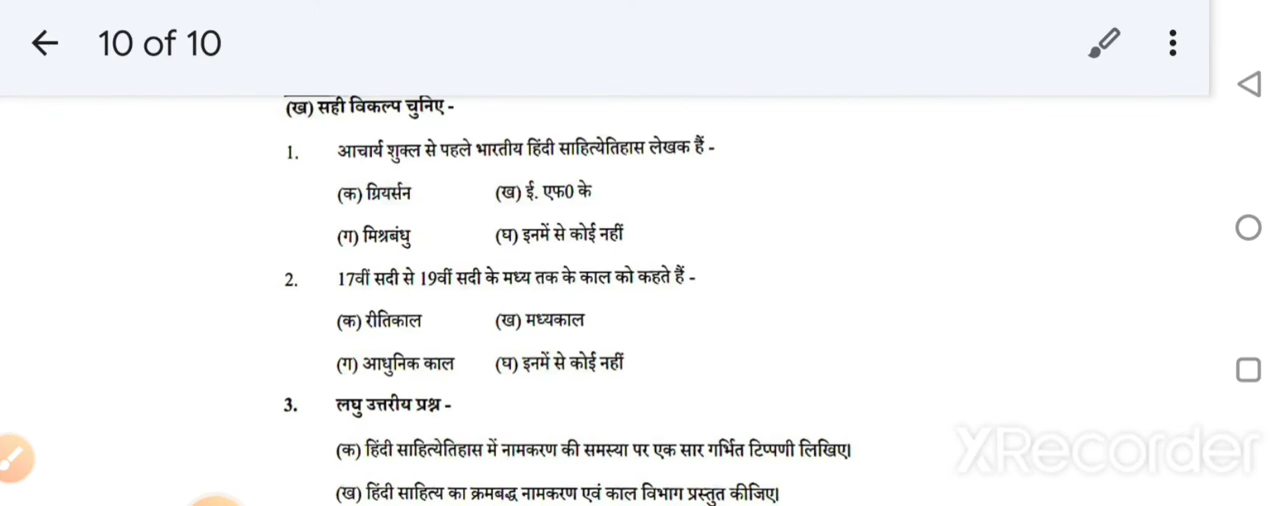 10 of 10
(ख) सही विकल्प चुनिए -
1. आचार्य शुक्ल से पहले भारतीय हिंदी साहित्येतिहास लेखक हैं -
(क) ग्रियर्सन (ख) ई. एफ0 के
(ग) मिश्रबंधु (घ) इनमें से कोई नहीं
2. 17वीं सदी से 19वीं सदी के मध्य तक के काल को कहते हैं -
(क) रीतिकाल (ख) मध्यकाल
(ग) आधुनिक काल (घ) इनमें से कोई नहीं
3. लघु उत्तरीय प्रश्न -
(क) हिंदी साहित्येतिहास में नामकरण की समस्या पर एक सार गर्भित टिप्पणी लिखिए।
XRecorder
(ख) हिंदी साहित्य का क्रमबद्ध नामकरण एवं काल विभाग प्रस्तुत कीजिए।